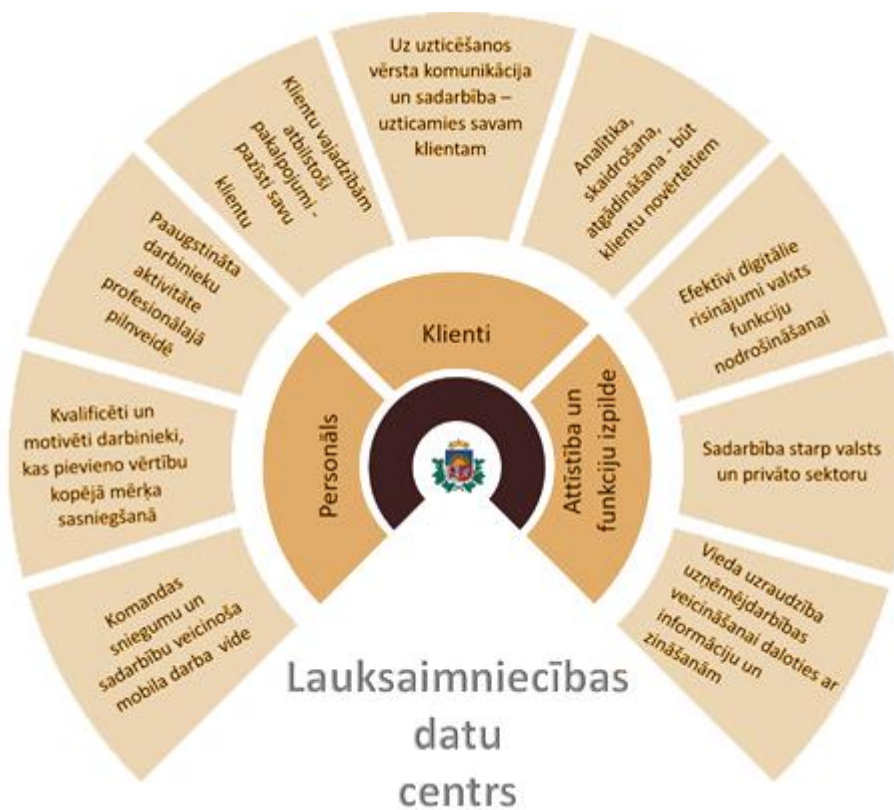 Uz uzticēšanos
vērsta komunikācija
un sadarbība –
uzticamies savam
klientam
Klientu vajadzībām
atbilstoši
pakalpojumi -
pazīsti savu
klientu
Analītika,
skaidrošana,
atgādināšana - būt
klientu novērtētiem
Paaugstināta
darbinieku
aktivitāte
profesionālajā
pilnveidē
Efektīvi digitālie
risinājumi valsts
funkciju
nodrošināšanai
Kvalificēti un
motivēti darbinieki,
kas pievieno vērtību
kopējā mērķa
sasniegšanā
Sadarbība starp valsts
un privāto sektoru
Komandas
sniegumu un
sadarbību veicinoša
mobila darba vide
Vieda uzraudzība
uzņēmējdarbības
veicināšanai daloties ar
informāciju un
zināšanām
Klienti
Personāls
Attīstība un
funkciju izpilde
Lauksaimniecības
datu
centrs